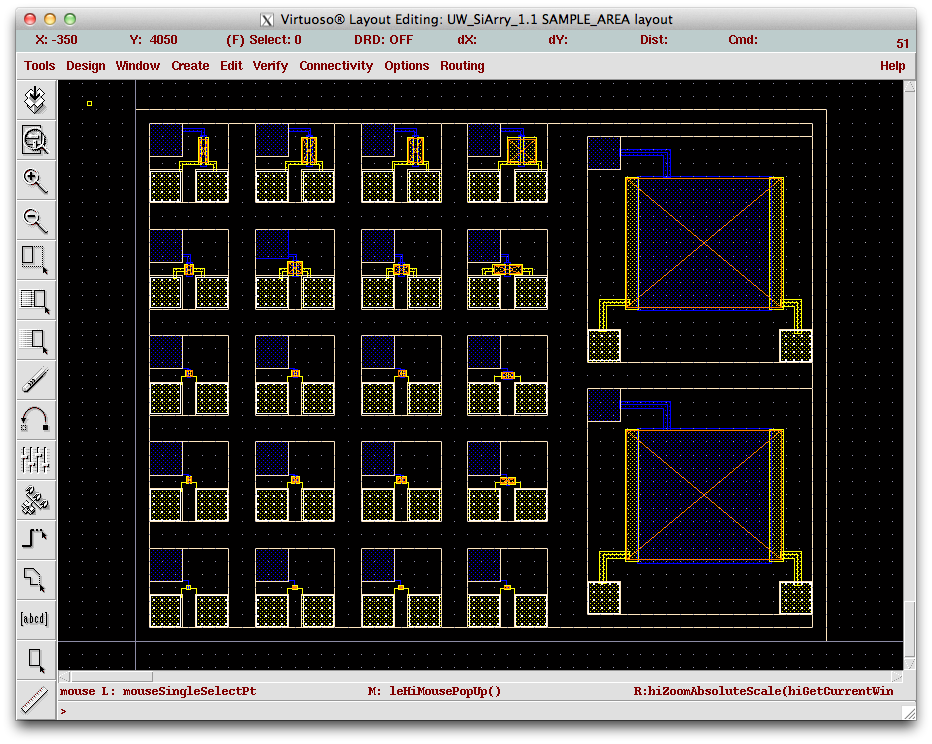 Virtuoso® Layout Editing: UW_SiArry_1.1 SAMPLE_AREA layout
X: -350 Y: 4050 (F) Select: 0 DRD: OFF dX: dY: Dist: Cmd: 51
Tools Design Window Create Edit Verify Connectivity Options Routing Help
[abcd]
mouse L: mouseSingleSelectPt M: leHiMousePopUp() R:hiZoomAbsoluteScale(hiGetCurrentWin
>